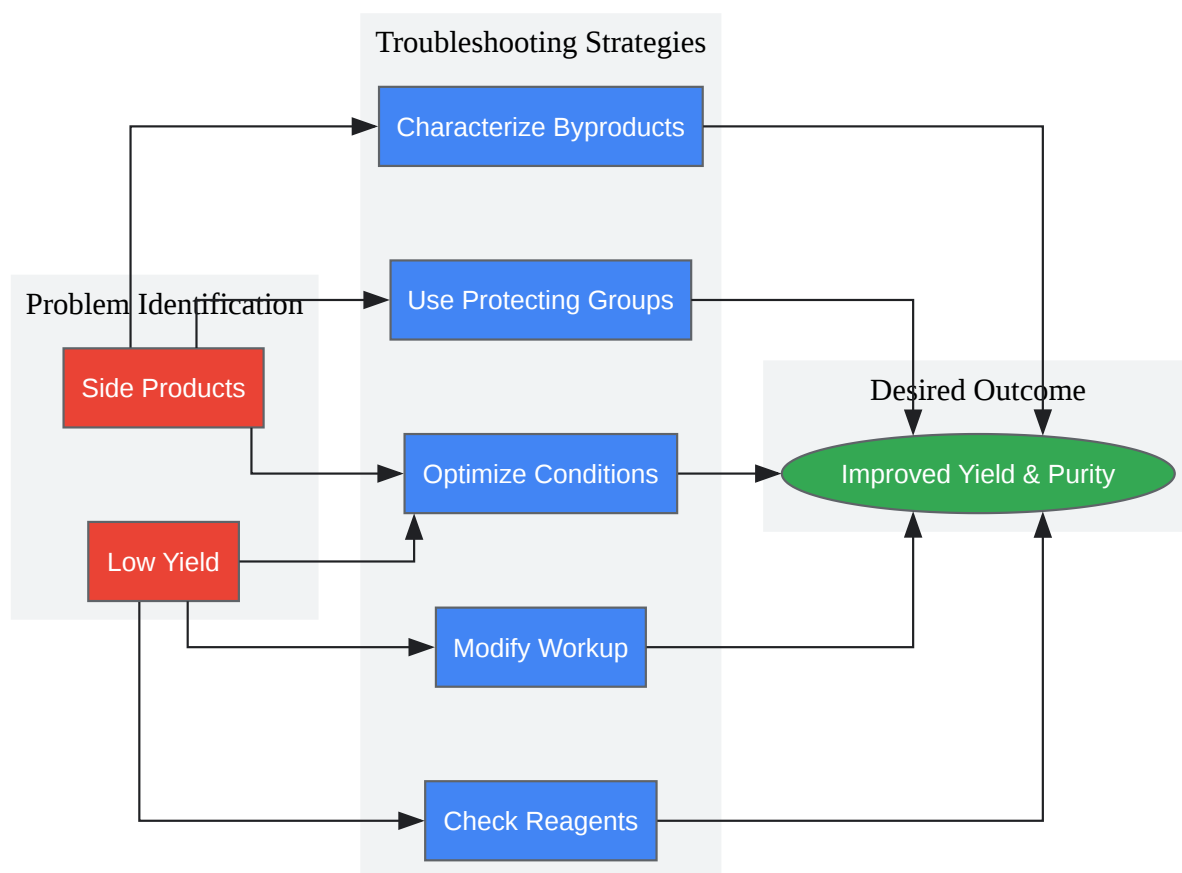 Troubleshooting Strategies
Characterize Byproducts
Use Protecting Groups
Problem Identification
Side Products
Desired Outcome
Optimize Conditions
Improved Yield & Purity
Low Yield
Modify Workup
Check Reagents